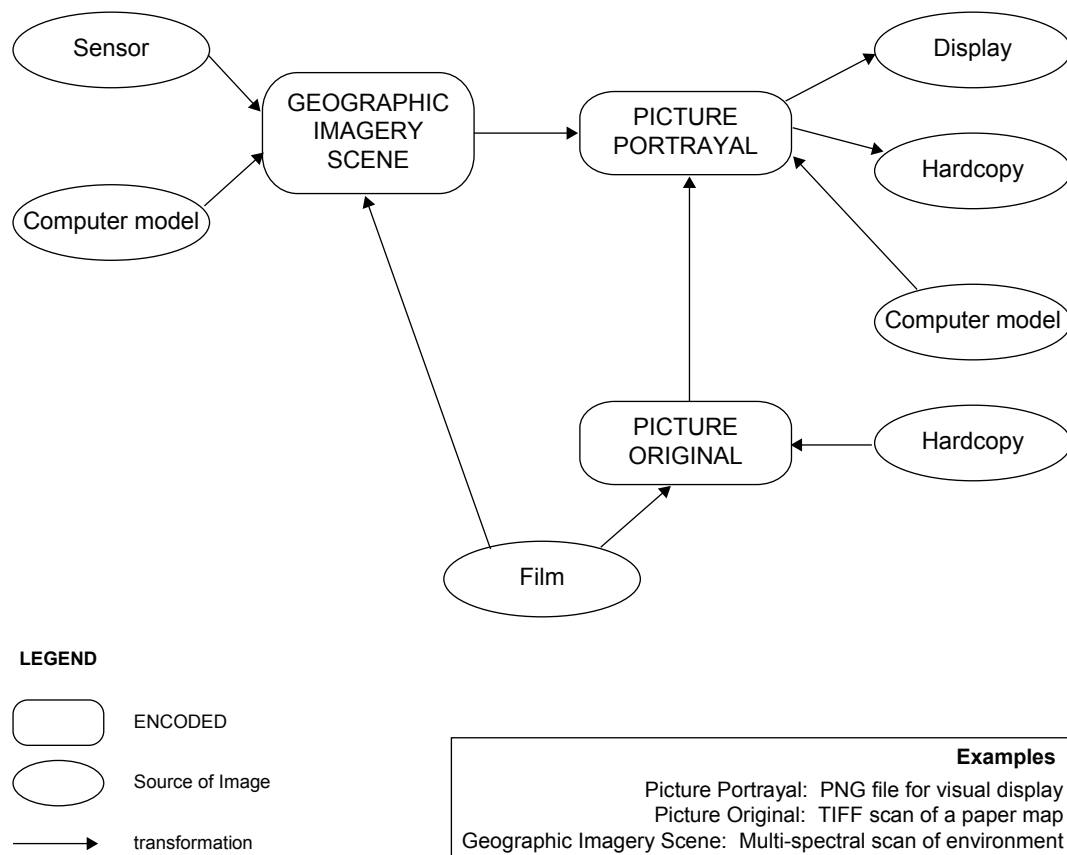 Sensor
Display
GEOGRAPHIC
IMAGERY
SCENE
PICTURE
PORTRAYAL
Hardcopy
Computer model
Computer model
PICTURE
ORIGINAL
Hardcopy
Film
LEGEND
ENCODED
Source of Image
transformation
Examples
Picture Portrayal: PNG file for visual display
Picture Original: TIFF scan of a paper map
Geographic Imagery Scene: Multi-spectral scan of environment